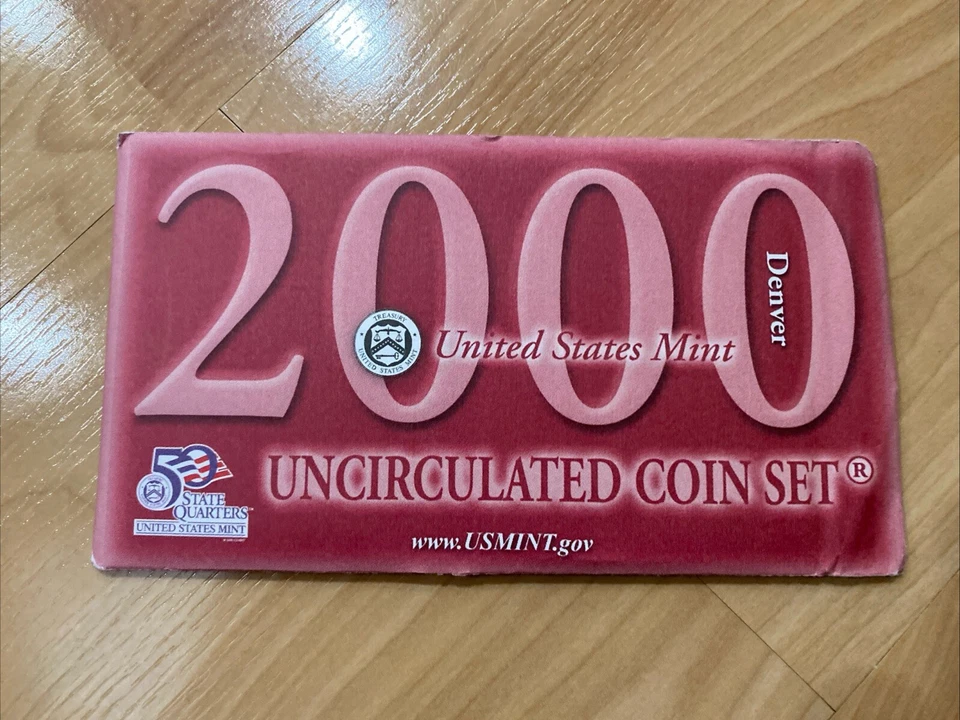 2000
Denver
TREASURY
UNITED STATES MINT
United States Mint
50
STATE
QUARTERS™
UNITED STATES MINT
UNCIRCULATED COIN SET®
www.USMINT.gov